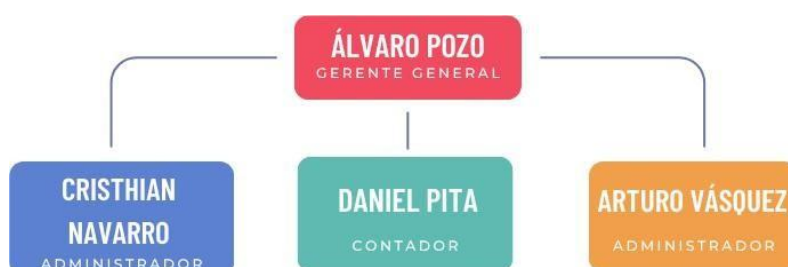 ÁLVARO POZO
GERENTE GENERAL
CRISTHIAN
NAVARRO
ADMINISTRADOR
DANIEL PITA
CONTADOR
ARTURO VÁSQUEZ
ADMINISTRADOR